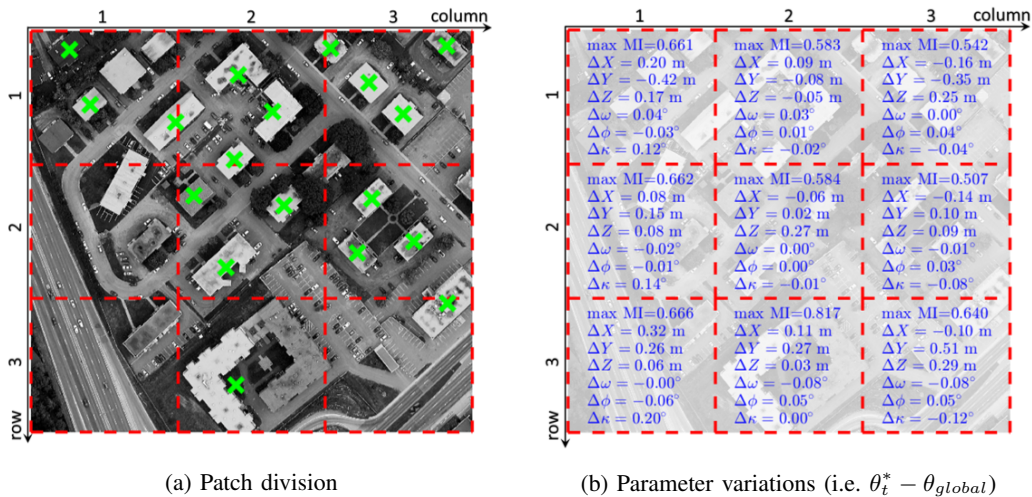 column
1 2 3
1
2
3
row
(a) Patch division
column
1 2 3
1
2
3
row
max MI=0.661
ΔX = 0.20 m
ΔY = −0.42 m
ΔZ = 0.17 m
Δω = 0.04°
Δϕ = −0.03°
Δκ = 0.12°
max MI=0.583
ΔX = 0.09 m
ΔY = −0.08 m
ΔZ = −0.05 m
Δω = 0.03°
Δϕ = 0.01°
Δκ = −0.02°
max MI=0.542
ΔX = −0.16 m
ΔY = −0.35 m
ΔZ = 0.25 m
Δω = 0.00°
Δϕ = 0.04°
Δκ = −0.04°
max MI=0.662
ΔX = 0.08 m
ΔY = 0.15 m
ΔZ = 0.08 m
Δω = −0.02°
Δϕ = −0.01°
Δκ = 0.14°
max MI=0.584
ΔX = −0.06 m
ΔY = 0.02 m
ΔZ = 0.27 m
Δω = 0.00°
Δϕ = 0.00°
Δκ = −0.01°
max MI=0.507
ΔX = −0.14 m
ΔY = 0.10 m
ΔZ = 0.09 m
Δω = −0.01°
Δϕ = 0.03°
Δκ = −0.08°
max MI=0.666
ΔX = 0.32 m
ΔY = 0.26 m
ΔZ = 0.06 m
Δω = −0.00°
Δϕ = −0.06°
Δκ = 0.20°
max MI=0.817
ΔX = 0.11 m
ΔY = 0.27 m
ΔZ = 0.03 m
Δω = −0.08°
Δϕ = 0.05°
Δκ = 0.00°
max MI=0.640
ΔX = −0.10 m
ΔY = 0.51 m
ΔZ = 0.29 m
Δω = −0.08°
Δϕ = 0.05°
Δκ = −0.12°
(b) Parameter variations (i.e. θ*t − θglobal)